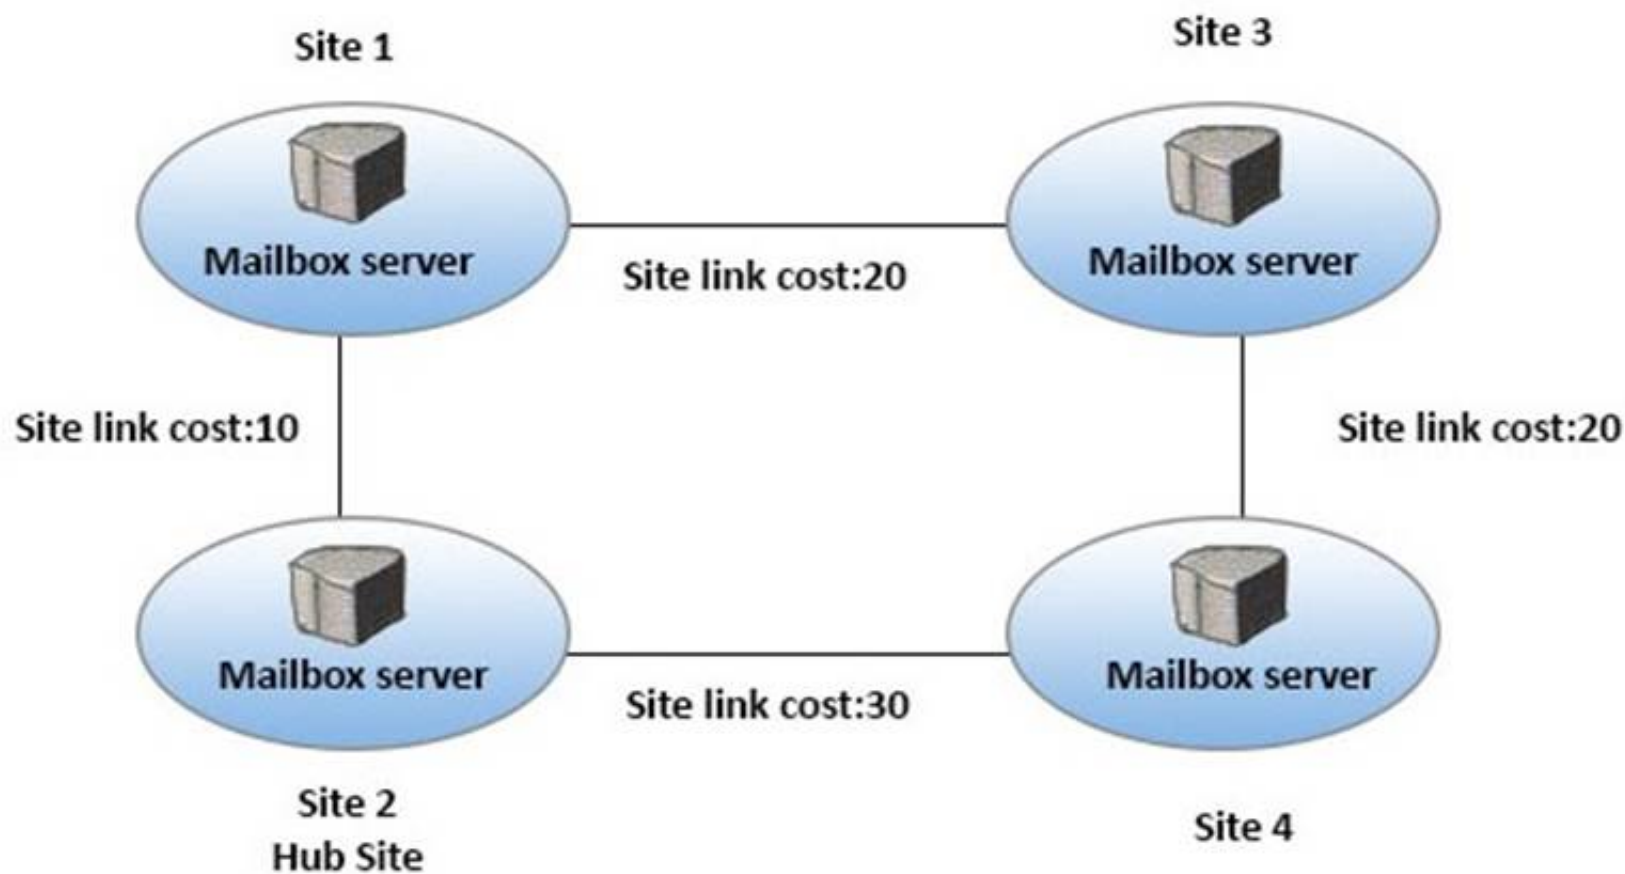 Site 1
Site 3
Mailbox server
Mailbox server
Site link cost:20
Site link cost:10
Site link cost:20
Mailbox server
Mailbox server
Site link cost:30
Site 2
Hub Site
Site 4